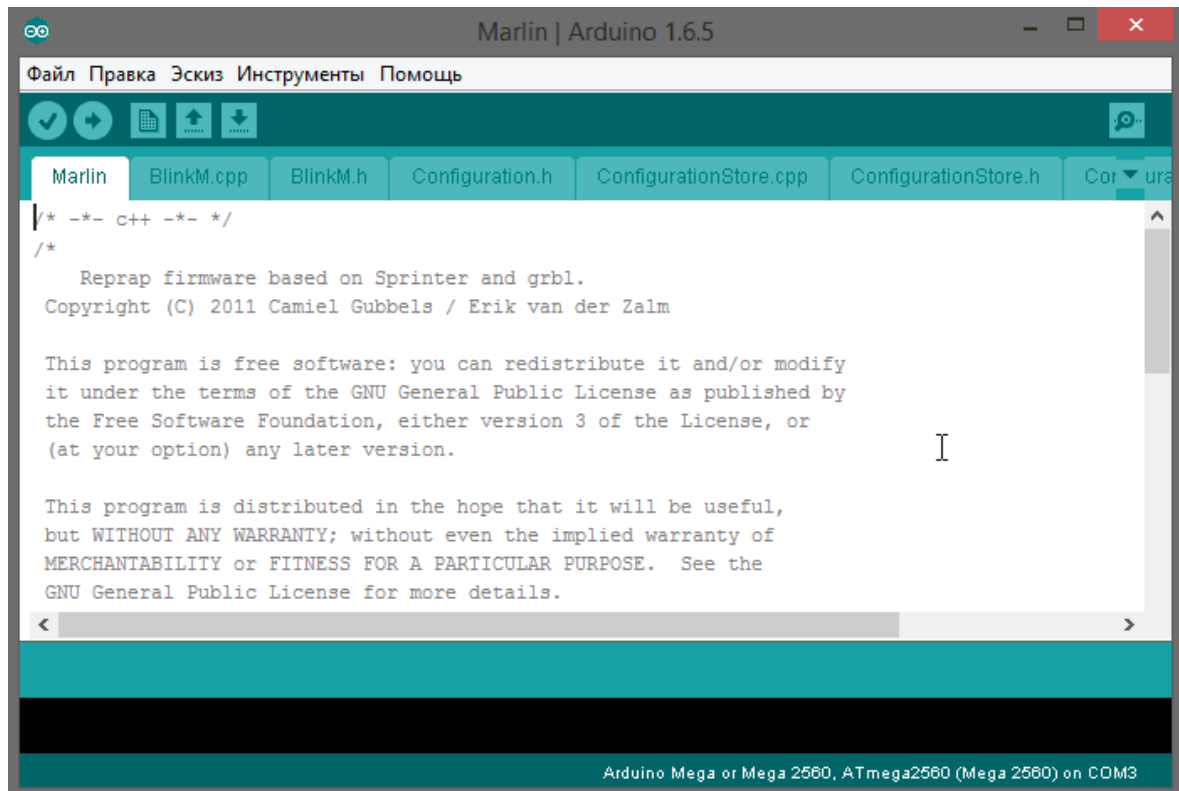 Marlin | Arduino 1.6.5
Файл Правка Эскиз Инструменты Помощь
Marlin BlinkM.cpp BlinkM.h Configuration.h ConfigurationStore.cpp ConfigurationStore.h
/* -*- c++ -*- */
/*
Reprap firmware based on Sprinter and grbl.
Copyright (C) 2011 Camiel Gubbels / Erik van der Zalm
This program is free software: you can redistribute it and/or modify
it under the terms of the GNU General Public License as published by
the Free Software Foundation, either version 3 of the License, or
(at your option) any later version.
This program is distributed in the hope that it will be useful,
but WITHOUT ANY WARRANTY; without even the implied warranty of
MERCHANTABILITY or FITNESS FOR A PARTICULAR PURPOSE.  See the
GNU General Public License for more details.
Arduino Mega or Mega 2560, ATmega2560 (Mega 2560) on COM3